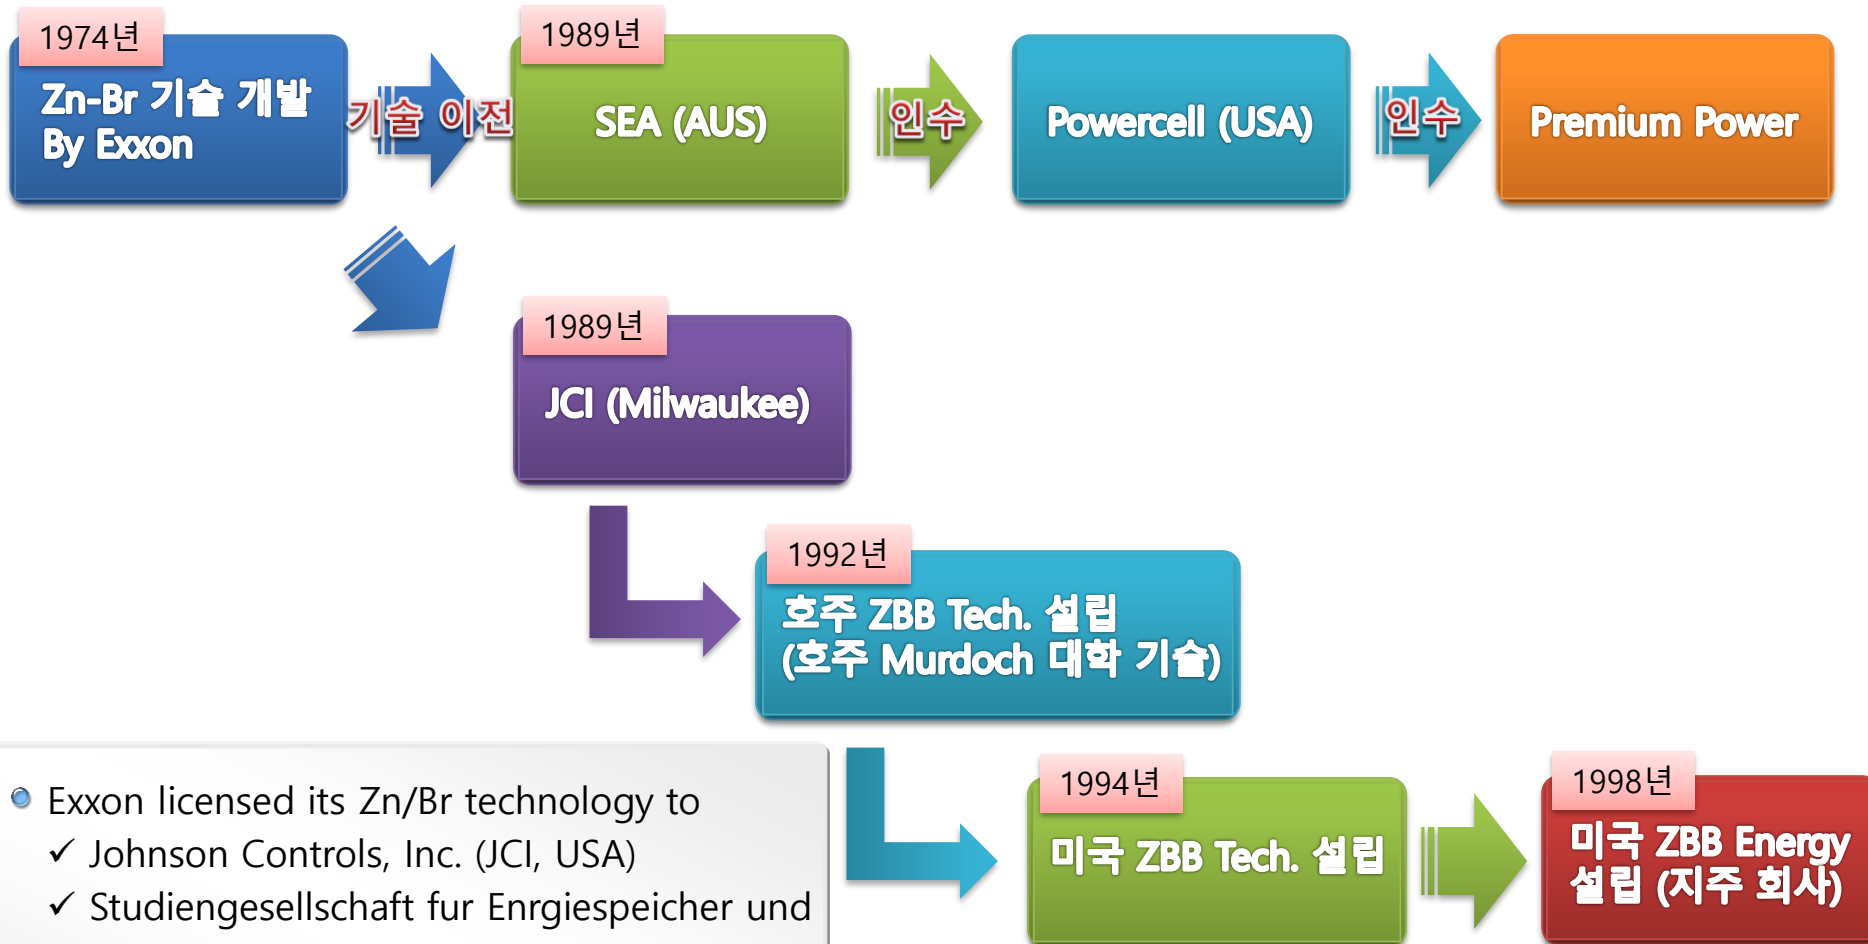 1974년
Zn-Br 기술 개발
By Exxon
기술 이전
1989년
SEA (AUS)
인수
Powercell (USA)
인수
Premium Power
1989년
JCI (Milwaukee)
1992년
호주 ZBB Tech. 설립
(호주 Murdoch 대학 기술)
1994년
미국 ZBB Tech. 설립
1998년
미국 ZBB Energy
설립 (지주 회사)
Exxon licensed its Zn/Br technology to
✓ Johnson Controls, Inc. (JCI, USA)
✓ Studiengesellschaft fur Enrgiespeicher und